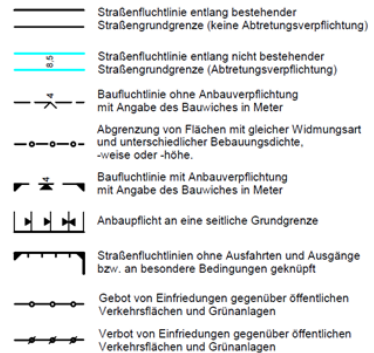 Straßenfluchtlinie entlang bestehender
Straßengrundgrenze (keine Abtretungsverpflichtung)
8.5
Straßenfluchtlinie entlang nicht bestehender
Straßengrundgrenze (Abtretungsverpflichtung)
4
Baufluchtlinie ohne Anbauverpflichtung
mit Angabe des Bauwiches in Meter
Abgrenzung von Flächen mit gleicher Widmungsart
und unterschiedlicher Bebauungsdichte,
-weise oder -höhe.
4
Baufluchtlinie mit Anbauverpflichtung
mit Angabe des Bauwiches in Meter
Anbaupflicht an eine seitliche Grundgrenze
Straßenfluchtlinien ohne Ausfahrten und Ausgänge
bzw. an besondere Bedingungen geknüpft
Gebot von Einfriedungen gegenüber öffentlichen
Verkehrsflächen und Grünanlagen
Verbot von Einfriedungen gegenüber öffentlichen
Verkehrsflächen und Grünanlagen